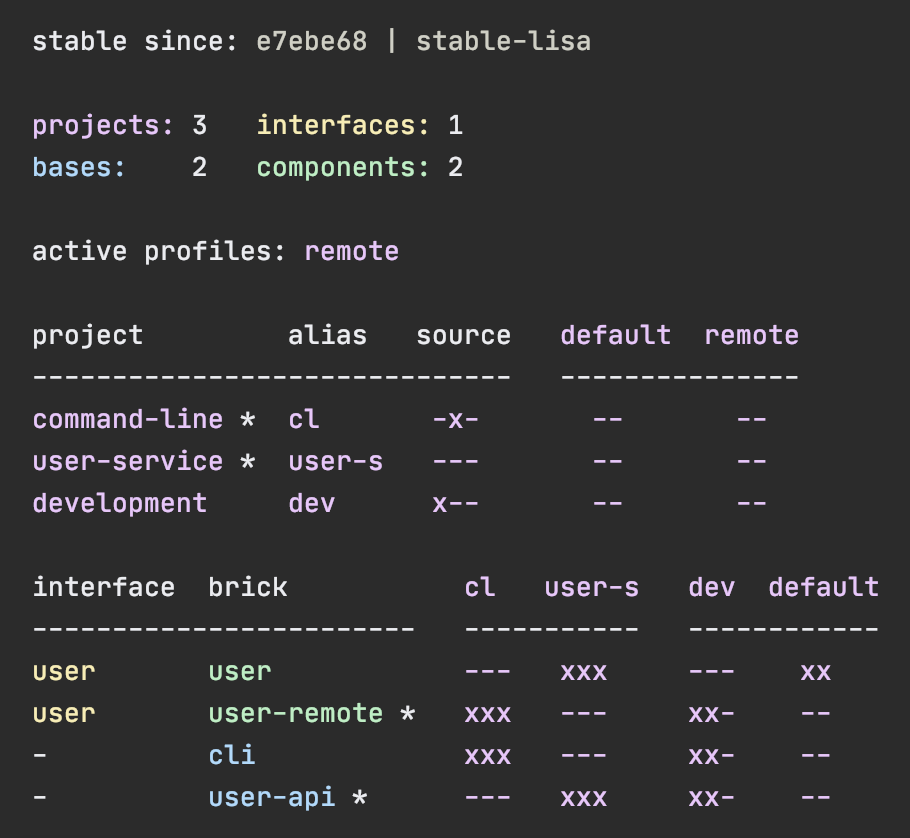 stable since: e7ebe68 | stable-lisa
projects: 3   interfaces: 1
bases:    2   components: 2
active profiles: remote
project         alias   source   default  remote
------------------------------   ---------------
command-line *  cl       -x-       --       --
user-service *  user-s   ---       --       --
development     dev      x--       --       --
interface  brick           cl   user-s   dev  default
------------------------   -----------   ------------
user       user            ---   xxx     ---    xx
user       user-remote *   xxx   ---     xx-    --
-          cli             xxx   ---     xx-    --
-          user-api *      ---   xxx     xx-    --